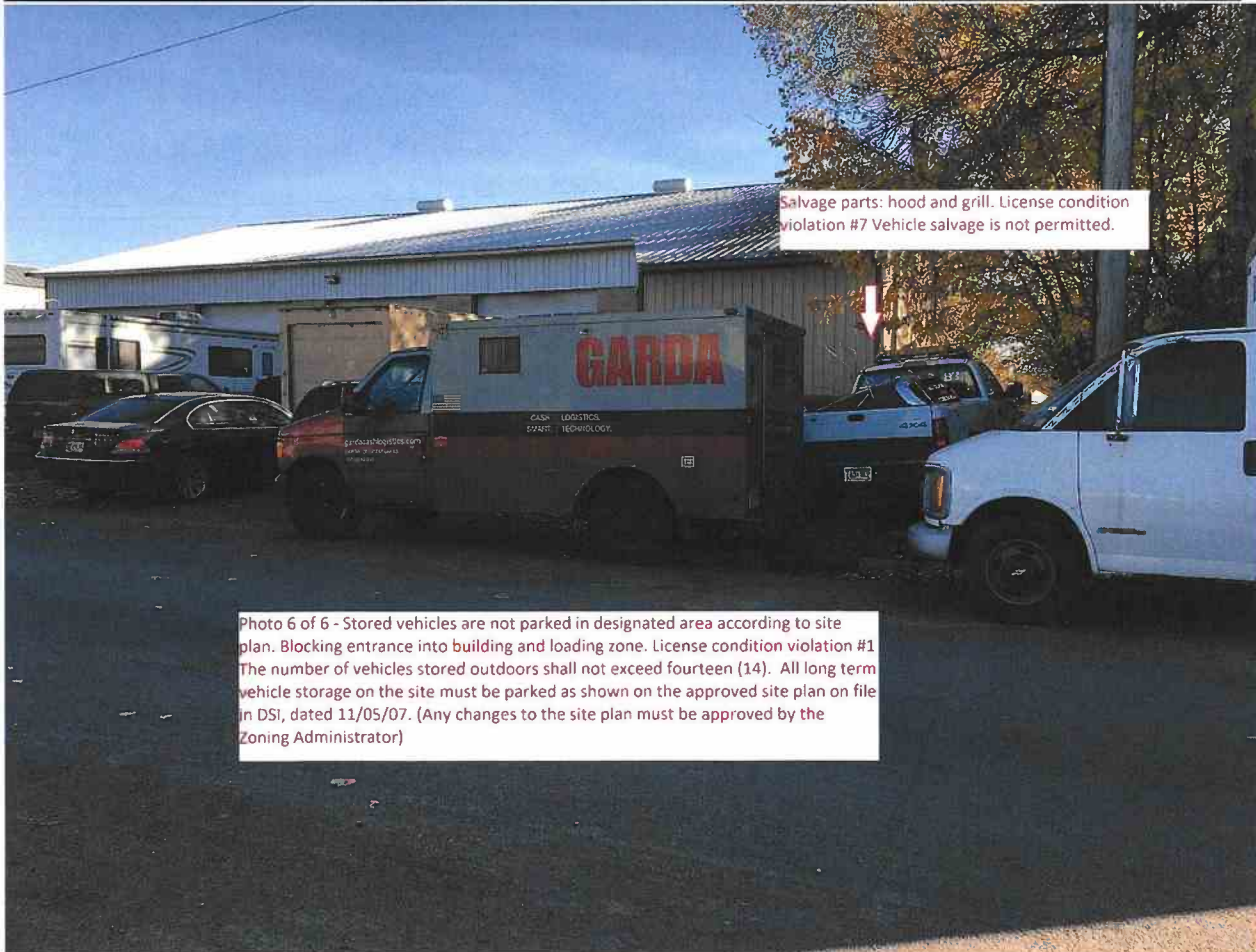 Salvage parts: hood and grill. License condition
violation #7 Vehicle salvage is not permitted.
GARDA
CASH LOGISTICS.
SMART TECHNOLOGY.
gardacashlogistics.com
4X4
Photo 6 of 6 - Stored vehicles are not parked in designated area according to site
plan. Blocking entrance into building and loading zone. License condition violation #1
The number of vehicles stored outdoors shall not exceed fourteen (14). All long term
vehicle storage on the site must be parked as shown on the approved site plan on file
in DSI, dated 11/05/07. (Any changes to the site plan must be approved by the
Zoning Administrator)